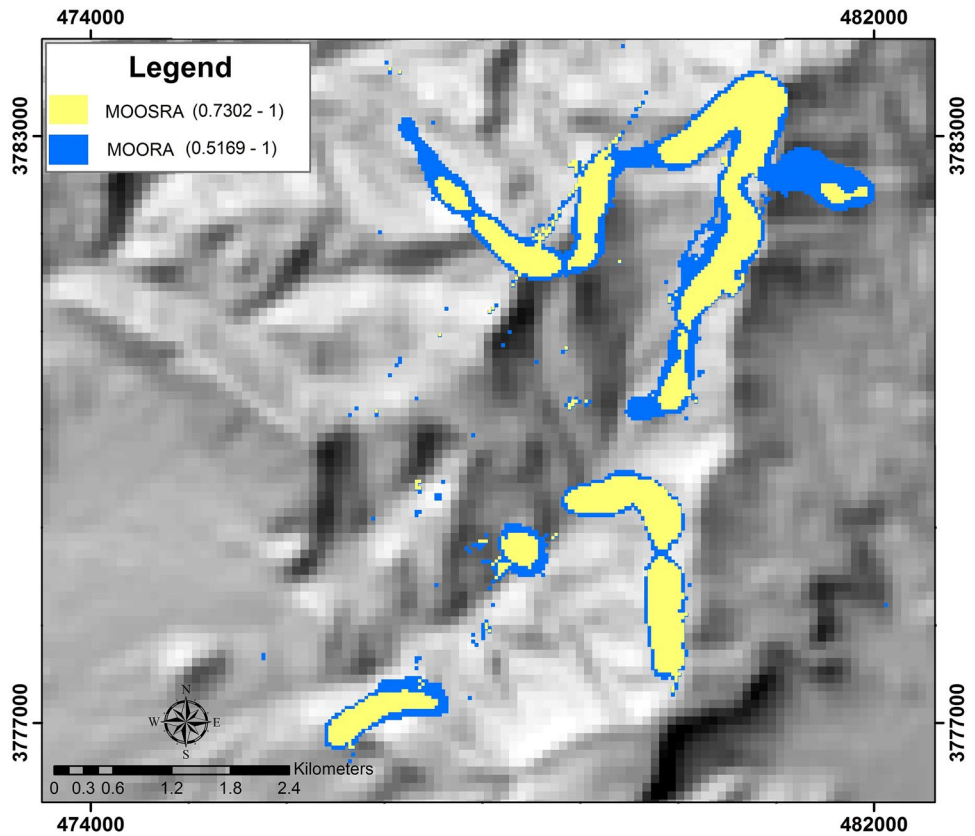 474000 482000
Legend
MOOSRA (0.7302 - 1)
MOORA (0.5169 - 1)
3783000 3783000
3777000 3777000
N
W E
S
Kilometers
0 0.3 0.6 1.2 1.8 2.4
474000 482000